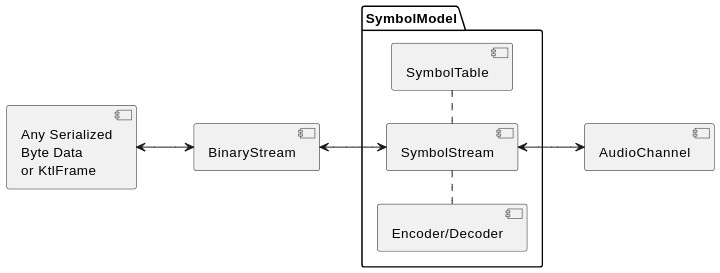 SymbolModel
SymbolTable
Any Serialized
Byte Data
or KtlFrame
BinaryStream
SymbolStream
AudioChannel
Encoder/Decoder